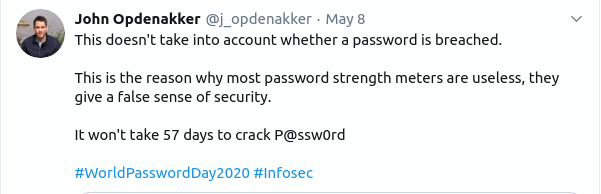 John Opdenakker @j_opdenakker · May 8
This doesn't take into account whether a password is breached.
This is the reason why most password strength meters are useless, they
give a false sense of security.
It won't take 57 days to crack P@ssw0rd
#WorldPasswordDay2020 #Infosec